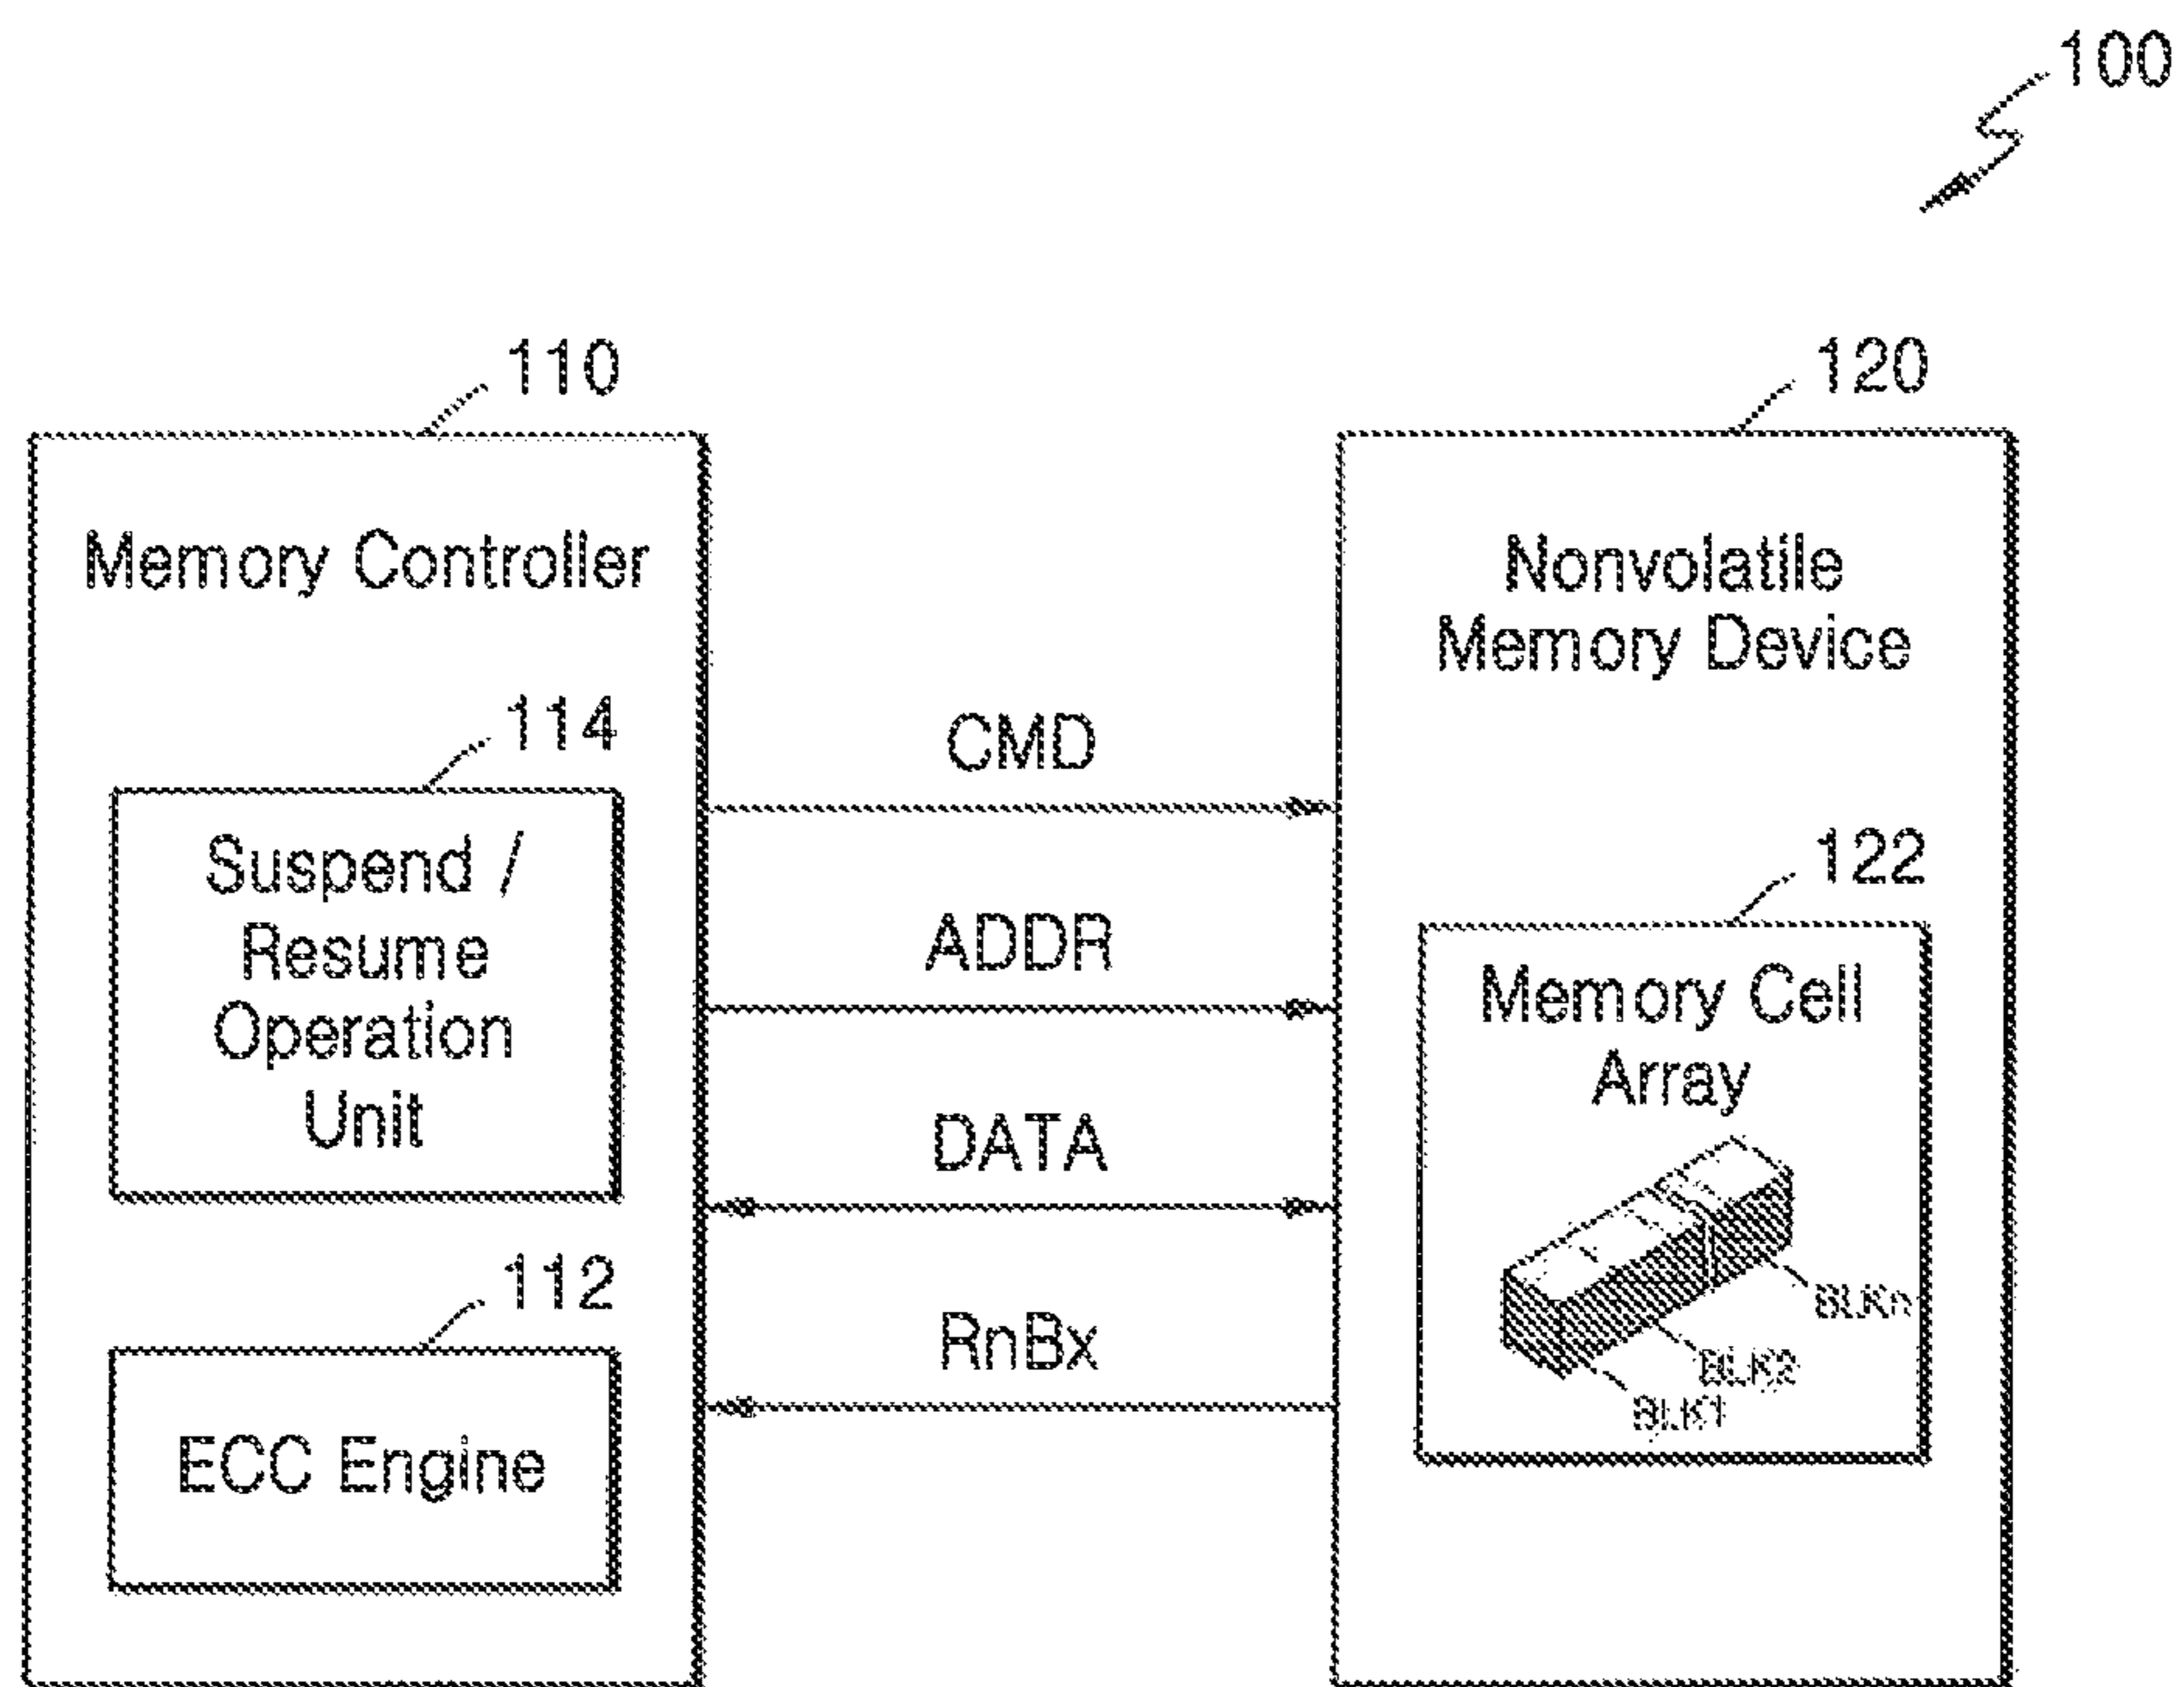 100
110
Memory Controller
114
Suspend /
Resume
Operation
Unit
112
ECC Engine
CMD
ADDR
DATA
RnBx
120
Nonvolatile
Memory Device
122
Memory Cell
Array
BLKn
BLK2
BLK1